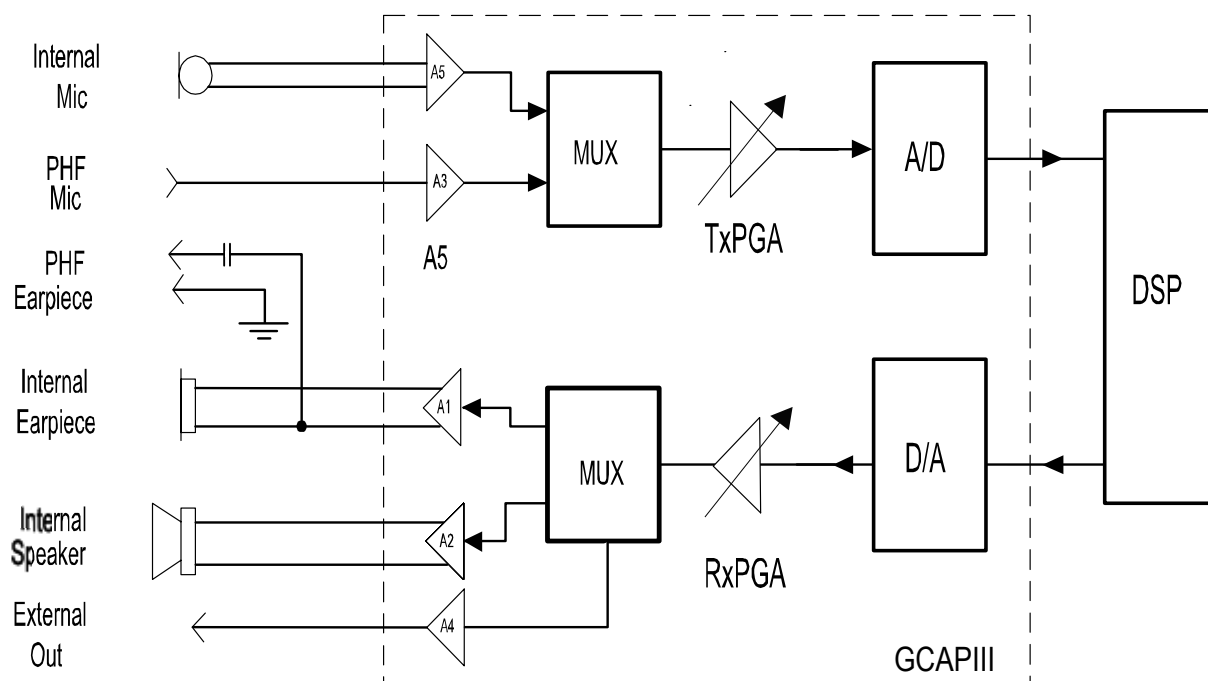 Internal
Mic
A5
MUX
A/D
PHF
Mic
A3
TxPGA
A5
PHF
Earpiece
DSP
Internal
Earpiece
A1
MUX
D/A
Internal
Speaker
A2
RxPGA
External
Out
A4
GCAPIII